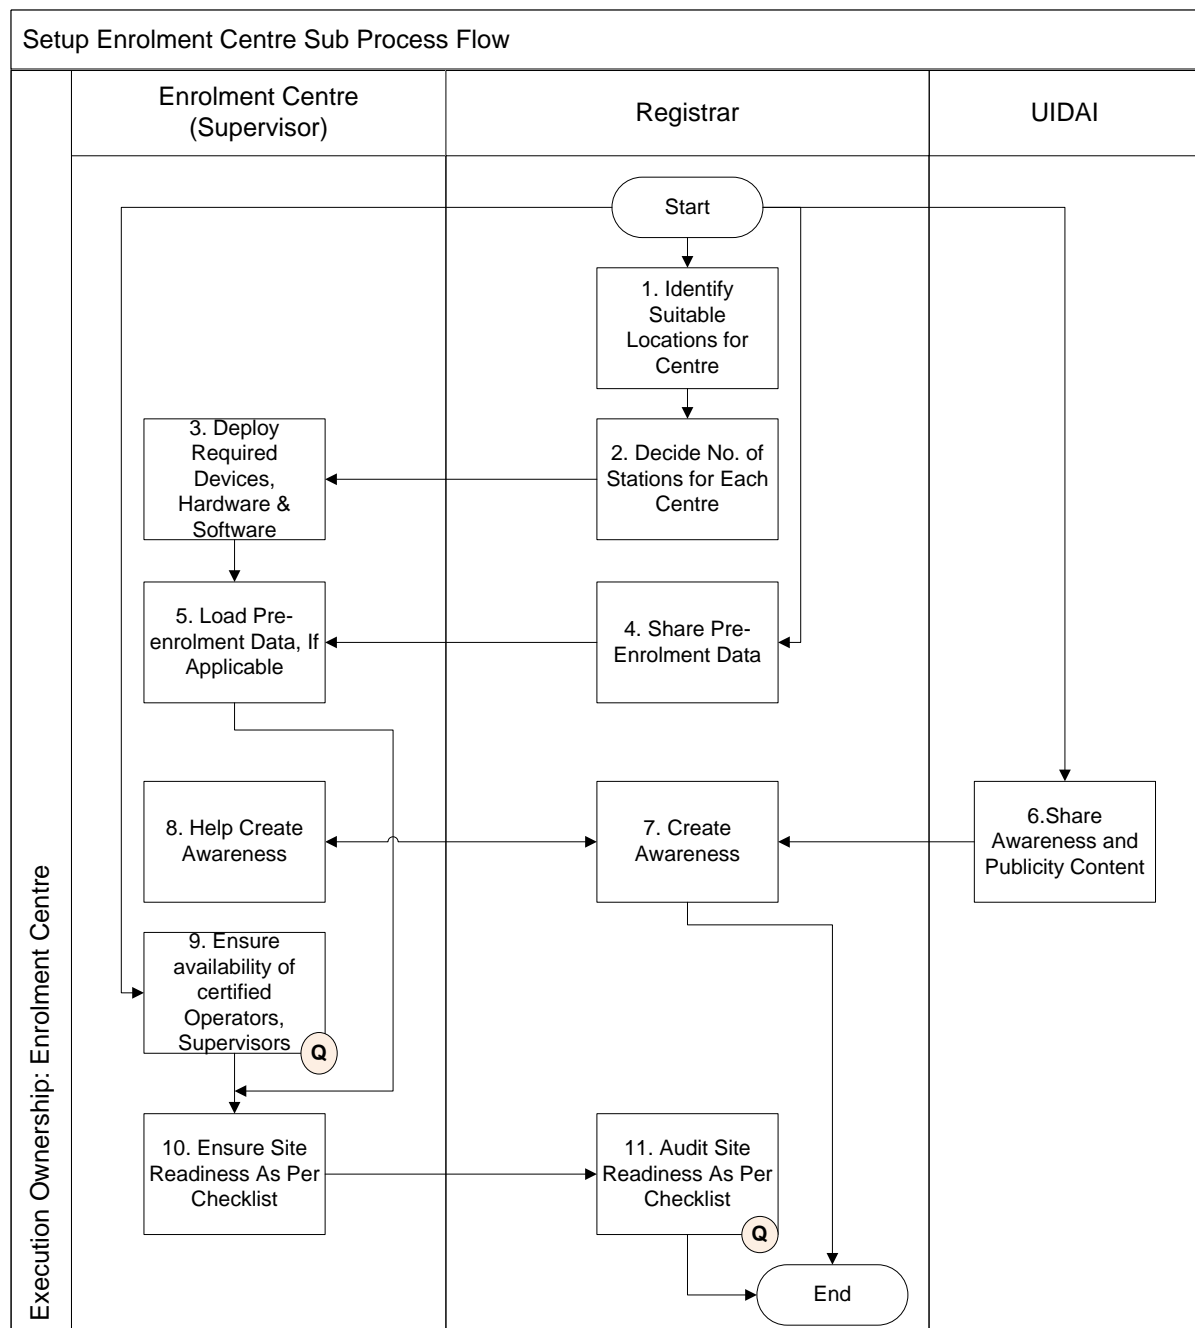 Setup Enrolment Centre Sub Process Flow
Enrolment Centre
(Supervisor)
Registrar
UIDAI
Execution Ownership: Enrolment Centre
Start
1. Identify
Suitable
Locations for
Centre
3. Deploy
Required
Devices,
Hardware &
Software
2. Decide No. of
Stations for Each
Centre
5. Load Pre-
enrolment Data, If
Applicable
4. Share Pre-
Enrolment Data
8. Help Create
Awareness
7. Create
Awareness
6.Share
Awareness and
Publicity Content
9. Ensure
availability of
certified
Operators,
Supervisors
Q
10. Ensure Site
Readiness As Per
Checklist
11. Audit Site
Readiness As Per
Checklist
Q
End